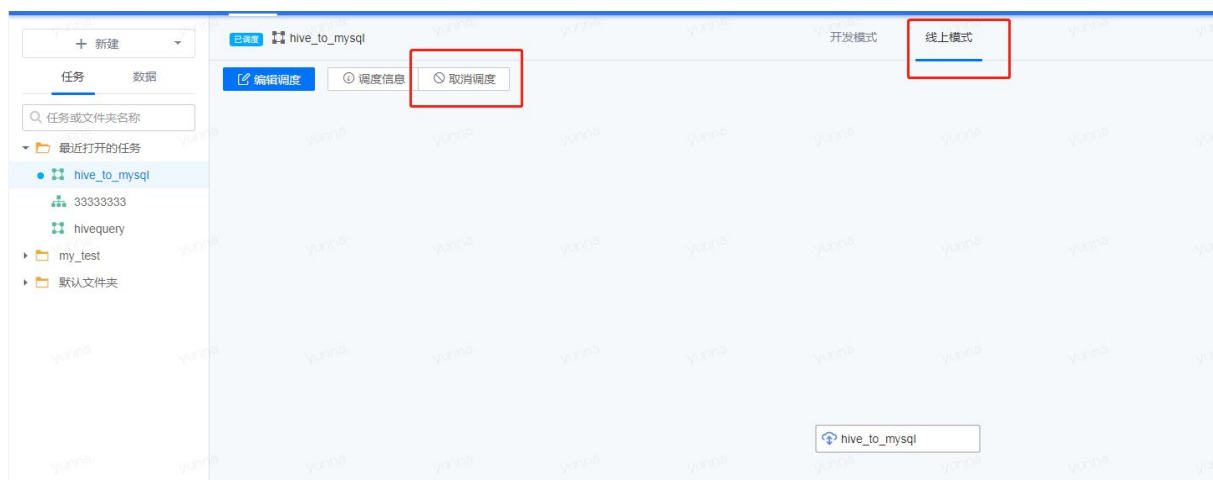 新建
已调度 hive_to_mysql
开发模式 线上模式
任务 数据
编辑调度 调度信息 取消调度
任务或文件夹名称
最近打开的任务
hive_to_mysql
33333333
hivequery
my_test
默认文件夹
hive_to_mysql
yunna